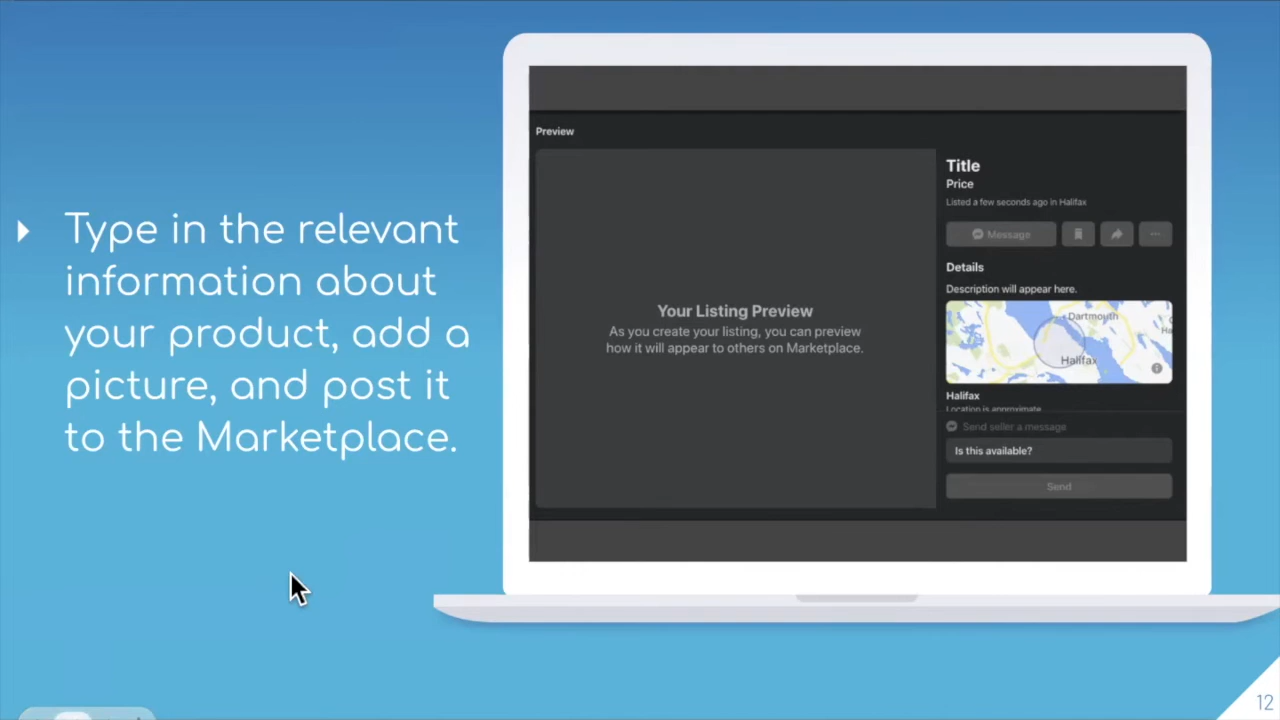 Type in the relevant
information about
your product, add a
picture, and post it
to the Marketplace.
Preview
Your Listing Preview
As you create your listing, you can preview
how it will appear to others on Marketplace.
Title
Price
Listed a few seconds ago in Halifax
Message
Details
Description will appear here.
Dartmouth
Halifax
Halifax
Location is approximate
Send seller a message
Is this available?
Send
12